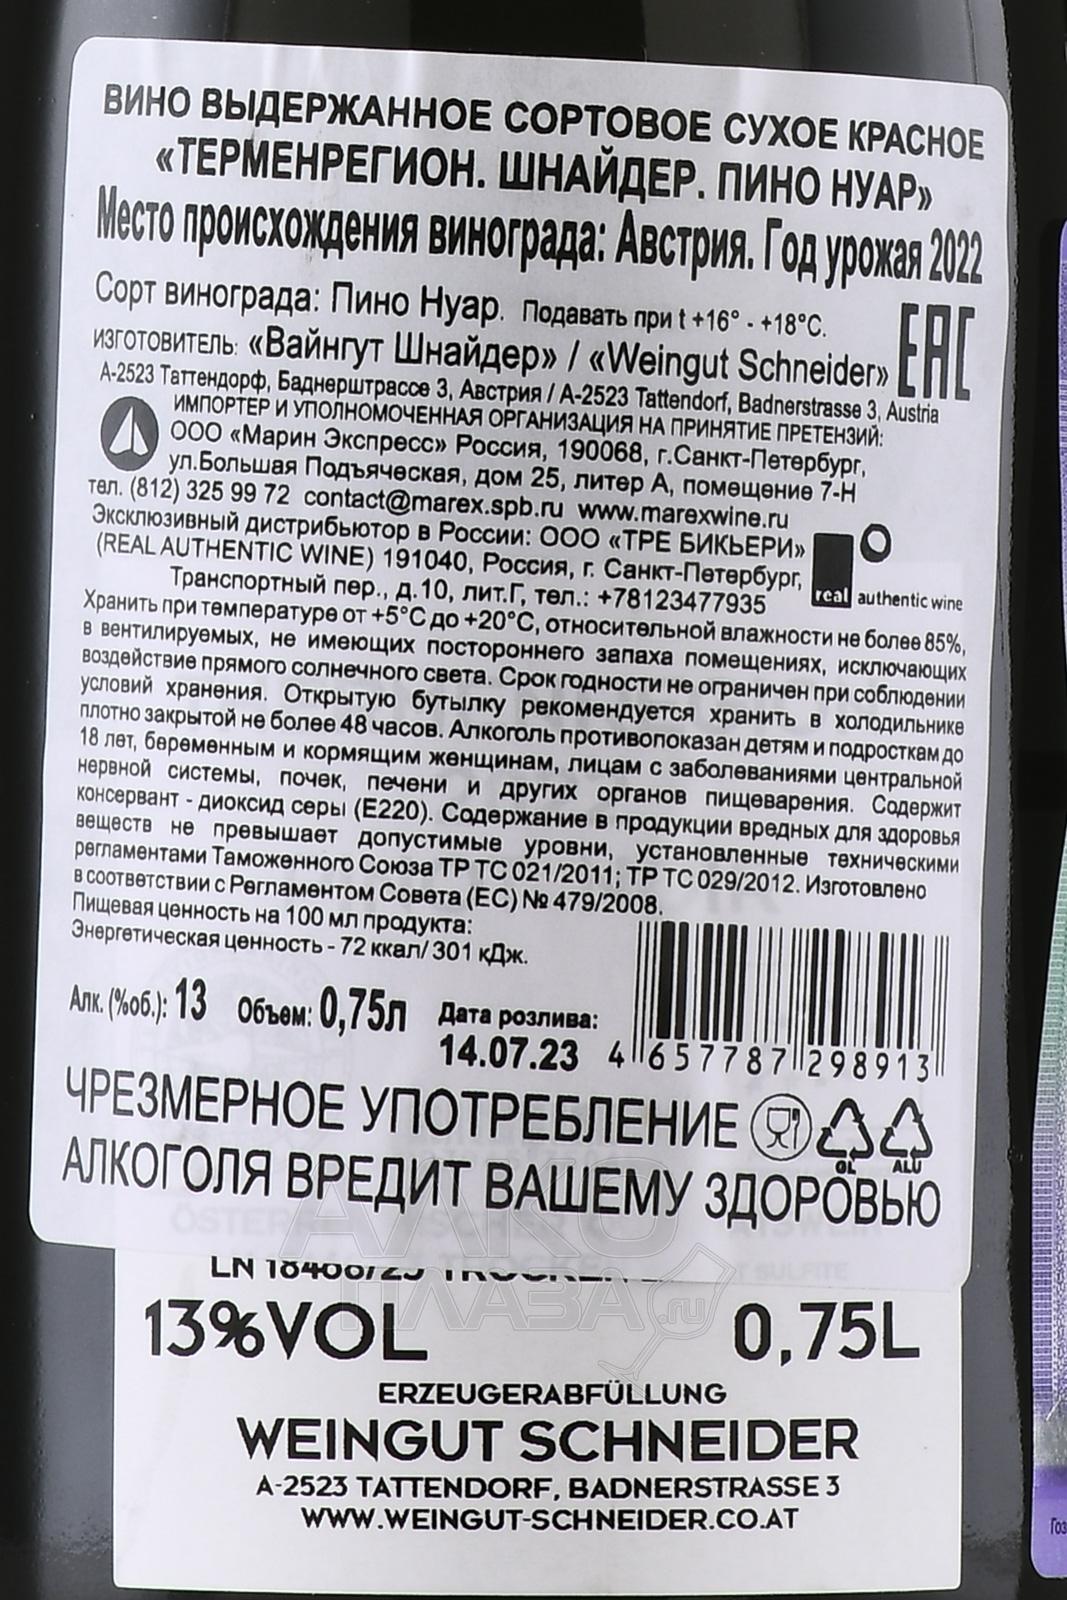 ВИНО ВЫДЕРЖАННОЕ СОРТОВОЕ СУХОЕ КРАСНОЕ
«ТЕРМЕНРЕГИОН. ШНАЙДЕР. ПИНО НУАР»
Место происхождения винограда: Австрия. Год урожая 2022
Сорт винограда: Пино Нуар. Подавать при t +16° - +18°C.
EAC
ИЗГОТОВИТЕЛЬ: «Вайнгут Шнайдер» / «Weingut Schneider»
А-2523 Таттендорф, Баднерштрассе 3, Австрия / A-2523 Tattendorf, Badnerstrasse 3, Austria
ИМПОРТЕР И УПОЛНОМОЧЕННАЯ ОРГАНИЗАЦИЯ НА ПРИНЯТИЕ ПРЕТЕНЗИЙ:
ООО «Марин Экспресс» Россия, 190068, г.Санкт-Петербург,
ул.Большая Подъяческая, дом 25, литер А, помещение 7-Н
тел. (812) 325 99 72 contact@marex.spb.ru www.marexwine.ru
Эксклюзивный дистрибьютор в России: ООО «ТРЕ БИКЬЕРИ»
(REAL AUTHENTIC WINE) 191040, Россия, г. Санкт-Петербург,
Транспортный пер., д.10, лит.Г, тел.: +78123477935
real authentic wine
Хранить при температуре от +5°C до +20°C, относительной влажности не более 85%,
в вентилируемых, не имеющих постороннего запаха помещениях, исключающих
воздействие прямого солнечного света. Срок годности не ограничен при соблюдении
условий хранения. Открытую бутылку рекомендуется хранить в холодильнике
плотно закрытой не более 48 часов. Алкоголь противопоказан детям и подросткам до
18 лет, беременным и кормящим женщинам, лицам с заболеваниями центральной
нервной системы, почек, печени и других органов пищеварения. Содержит
консервант - диоксид серы (Е220). Содержание в продукции вредных для здоровья
веществ не превышает допустимые уровни, установленные техническими
регламентами Таможенного Союза ТР ТС 021/2011; ТР ТС 029/2012. Изготовлено
в соответствии с Регламентом Совета (ЕС) № 479/2008.
Пищевая ценность на 100 мл продукта:
Энергетическая ценность - 72 ккал/ 301 кДж.
Алк. (%об.): 13 Объем: 0,75л Дата розлива:
14.07.23
4 657787 298913
ЧРЕЗМЕРНОЕ УПОТРЕБЛЕНИЕ
GL ALU
АЛКОГОЛЯ ВРЕДИТ ВАШЕМУ ЗДОРОВЬЮ
АЛКО
ПЛАЗА.ru
13%VOL 0,75L
ERZEUGERABFÜLLUNG
WEINGUT SCHNEIDER
A-2523 TATTENDORF, BADNERSTRASSE 3
WWW.WEINGUT-SCHNEIDER.CO.AT